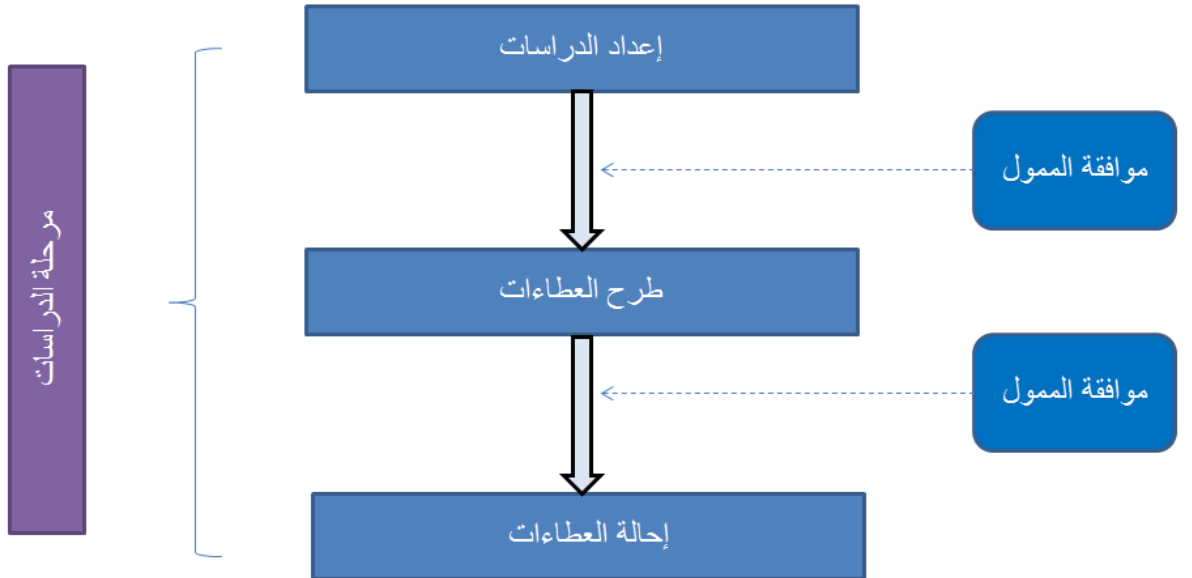 إعداد الدراسات
موافقة الممول
مرحلة الدراسات
طرح العطاءات
موافقة الممول
إحالة العطاءات